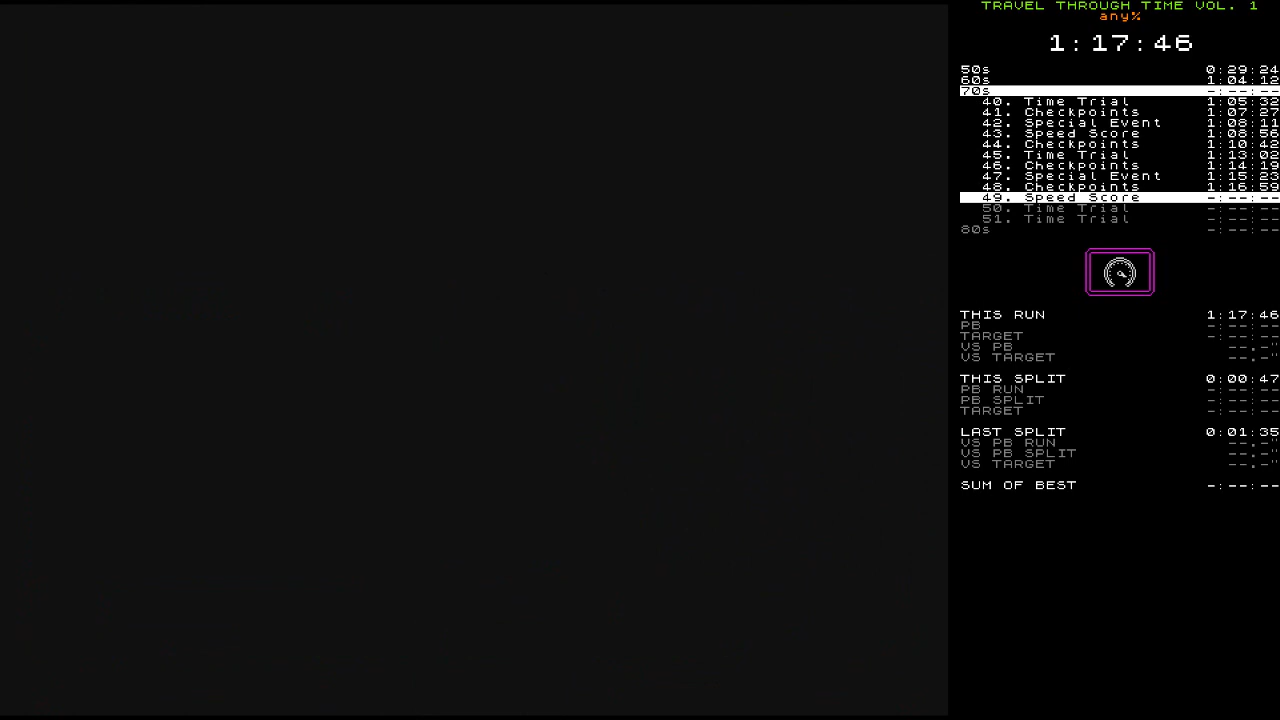 TRAVEL THROUGH TIME VOL. 1
any%
1:17:46
50s 0:29:24
60s 1:04:12
70s -:--:--
40. Time Trial 1:05:32
41. Checkpoints 1:07:27
42. Special Event 1:08:11
43. Speed Score 1:08:56
44. Checkpoints 1:10:42
45. Time Trial 1:13:02
46. Checkpoints 1:14:19
47. Special Event 1:15:23
48. Checkpoints 1:16:59
49. Speed Score -:--:--
50. Time Trial -:--:--
51. Time Trial -:--:--
80s -:--:--
THIS RUN 1:17:46
PB -:--:--
TARGET -:--:--
VS PB --.-"
VS TARGET --.-"
THIS SPLIT 0:00:47
PB RUN -:--:--
PB SPLIT -:--:--
TARGET -:--:--
LAST SPLIT 0:01:35
VS PB RUN --.-"
VS PB SPLIT --.-"
VS TARGET --.-"
SUM OF BEST -:--:--